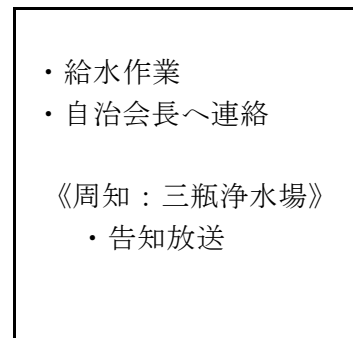 ・給水作業
・自治会長へ連絡
《周知：三瓶浄水場》
・告知放送